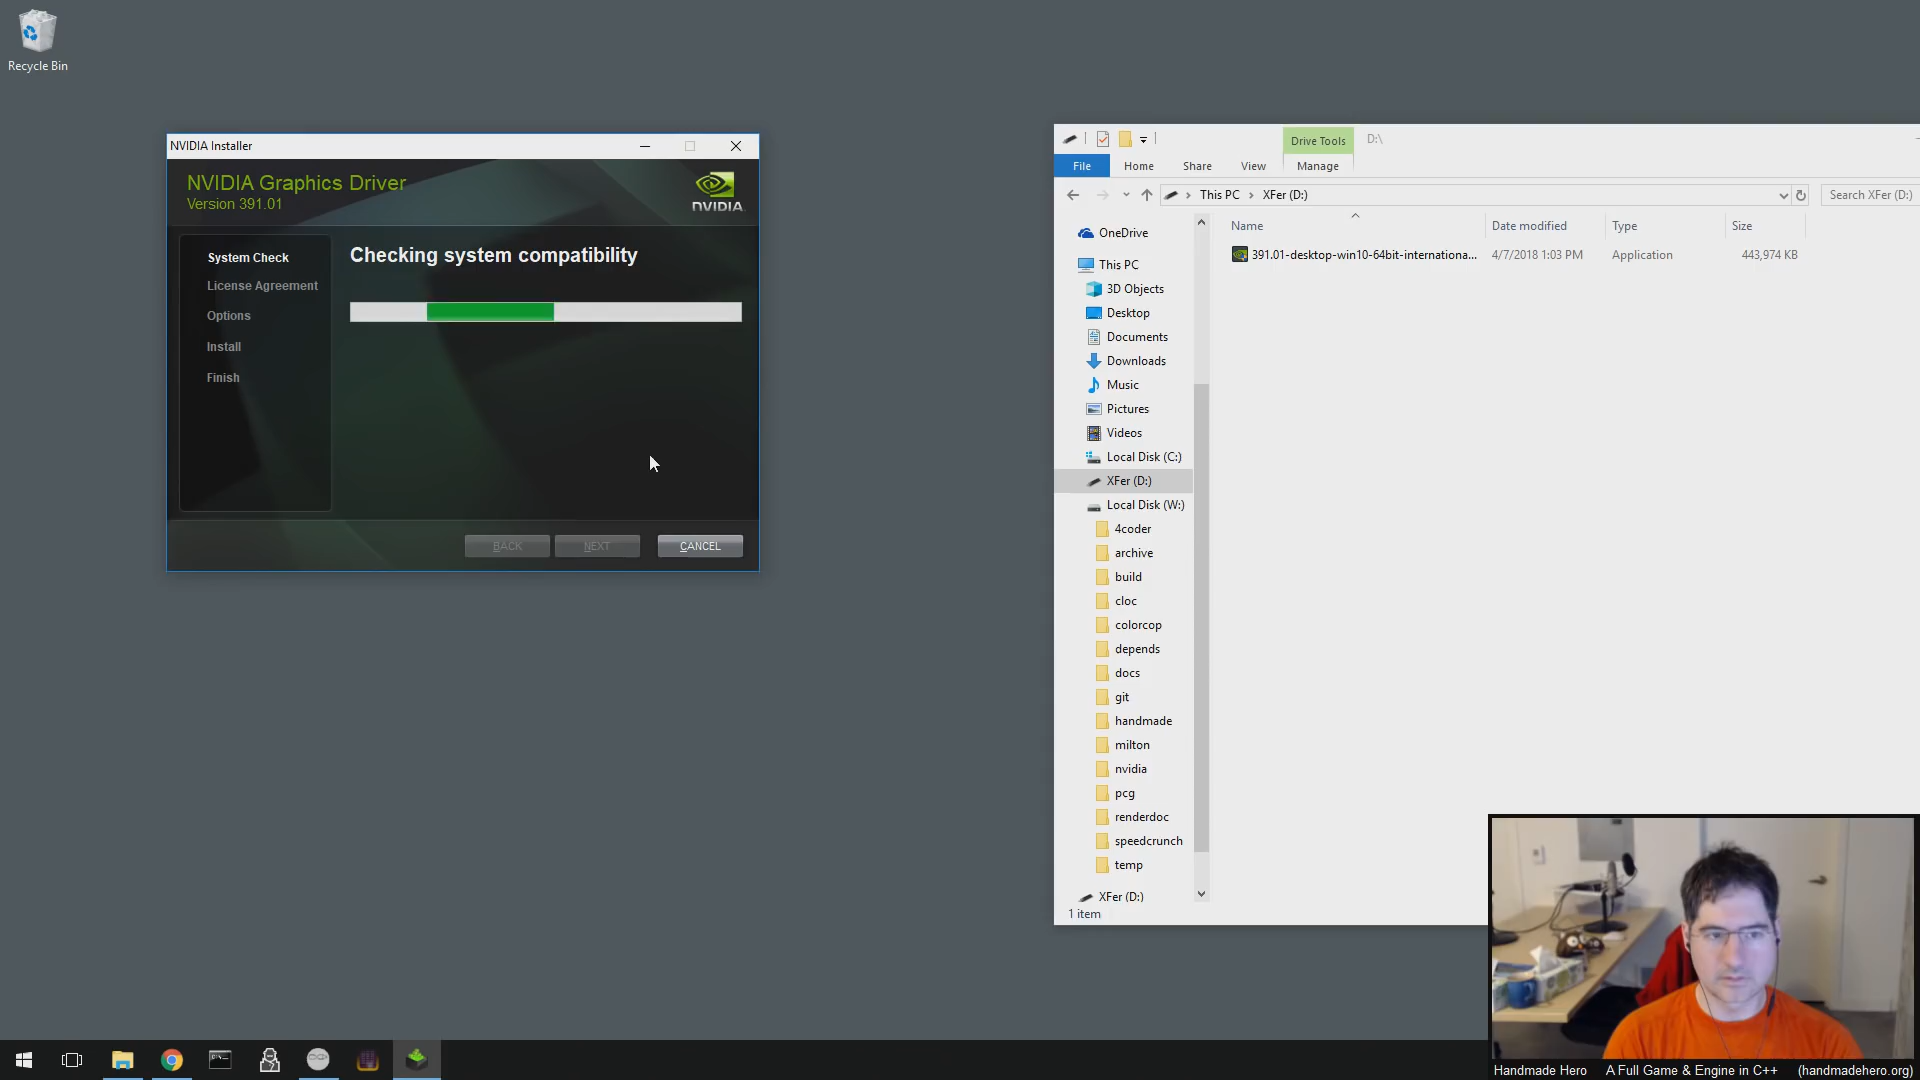 Recycle Bin
NVIDIA Installer
NVIDIA Graphics Driver
Version 391.01
NVIDIA.
System Check
License Agreement
Options
Install
Finish
Checking system compatibility
BACK
NEXT
CANCEL
Drive Tools
D:\
File
Home
Share
View
Manage
This PC
XFer (D:)
Search XFer (D:)
Name
Date modified
Type
Size
391.01-desktop-win10-64bit-internationa...
4/7/2018 1:03 PM
Application
443,974 KB
OneDrive
This PC
3D Objects
Desktop
Documents
Downloads
Music
Pictures
Videos
Local Disk (C:)
XFer (D:)
Local Disk (W:)
4coder
archive
build
cloc
colorcop
depends
docs
git
handmade
milton
nvidia
pcg
renderdoc
speedcrunch
temp
XFer (D:)
1 item
Handmade Hero A Full Game & Engine in C++ (handmadehero.org)